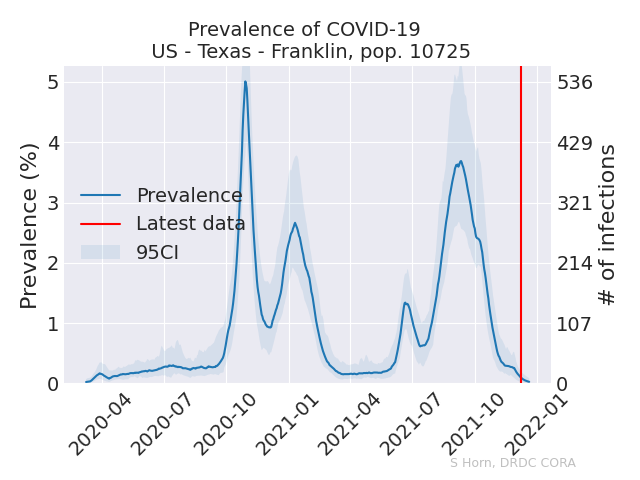 Prevalence of COVID-19
US - Texas - Franklin, pop. 10725
Prevalence (%)
5
4
3
2
1
0
536
429
321
214
107
0
# of infections
Prevalence
Latest data
95CI
2020-04
2020-07
2020-10
2021-01
2021-04
2021-07
2021-10
2022-01
S Horn, DRDC CORA